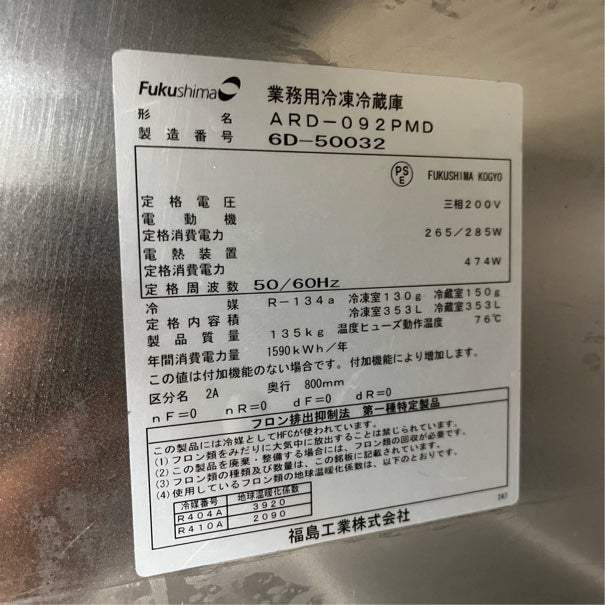 Fukushima 業務用冷凍冷蔵庫
形名 ARD-092PMD
製造番号 6D-50032
PS E FUKUSHIMA KOGYO
定格電圧 三相200V
電動機
定格消費電力 265/285W
電熱装置
定格消費電力 474W
定格周波数 50/60Hz
冷媒 R-134a 冷凍室130g 冷蔵室150g
定格内容積 冷凍室353L 冷蔵室353L
製品質量 135kg 温度ヒューズ動作温度 76℃
年間消費電力量 1590kWh/年
この値は付加機能のない場合です。付加機能により増加します。
区分名 2A 奥行 800mm
nF=0 nR=0 dF=0 dR=0
フロン排出抑制法 第一種特定製品
この製品には冷媒としてHFCが使われています。
(1)フロン類をみだりに大気中に放出することは禁じられています。
(2)この製品を廃棄・整備する場合には、フロン類の回収が必要です。
(3)フロン類の種類及び数量は、この銘板に記載されています。
(4)使用しているフロン類の地球温暖化係数は、以下のとおりです。
冷媒番号 地球温暖化係数
R404A 3920
R410A 2090
247
福島工業株式会社